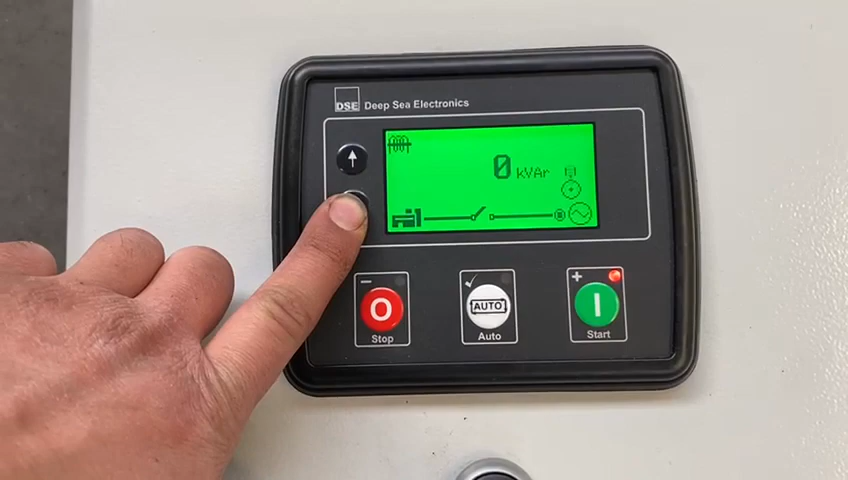 DSE Deep Sea Electronics
0 kVAr
− ✓ +
O AUTO I
Stop Auto Start